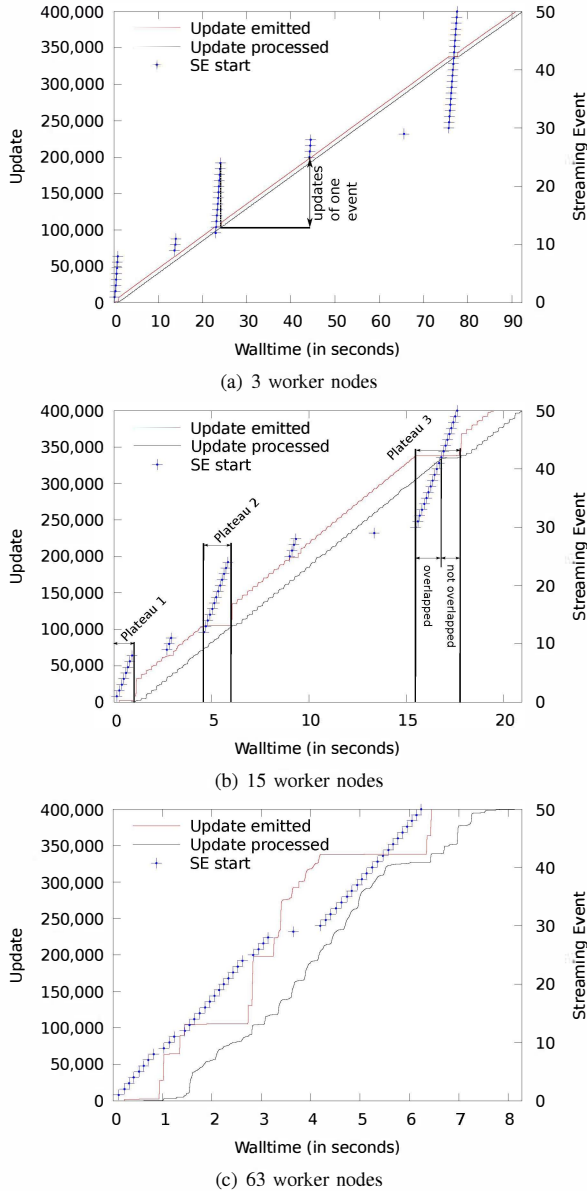 400,000
350,000
300,000
250,000
200,000
150,000
100,000
50,000
0
Update
Update emitted
Update processed
SE start
updates
of one
event
50
40
30
20
10
0
Streaming Event
0 10 20 30 40 50 60 70 80 90
Walltime (in seconds)
(a) 3 worker nodes
400,000
350,000
300,000
250,000
200,000
150,000
100,000
50,000
0
Update
Update emitted
Update processed
SE start
Plateau 1
Plateau 2
Plateau 3
overlapped
not overlapped
50
40
30
20
10
0
Streaming Event
0 5 10 15 20
Walltime (in seconds)
(b) 15 worker nodes
400,000
350,000
300,000
250,000
200,000
150,000
100,000
50,000
0
Update
Update emitted
Update processed
SE start
50
40
30
20
10
0
Streaming Event
0 1 2 3 4 5 6 7 8
Walltime (in seconds)
(c) 63 worker nodes